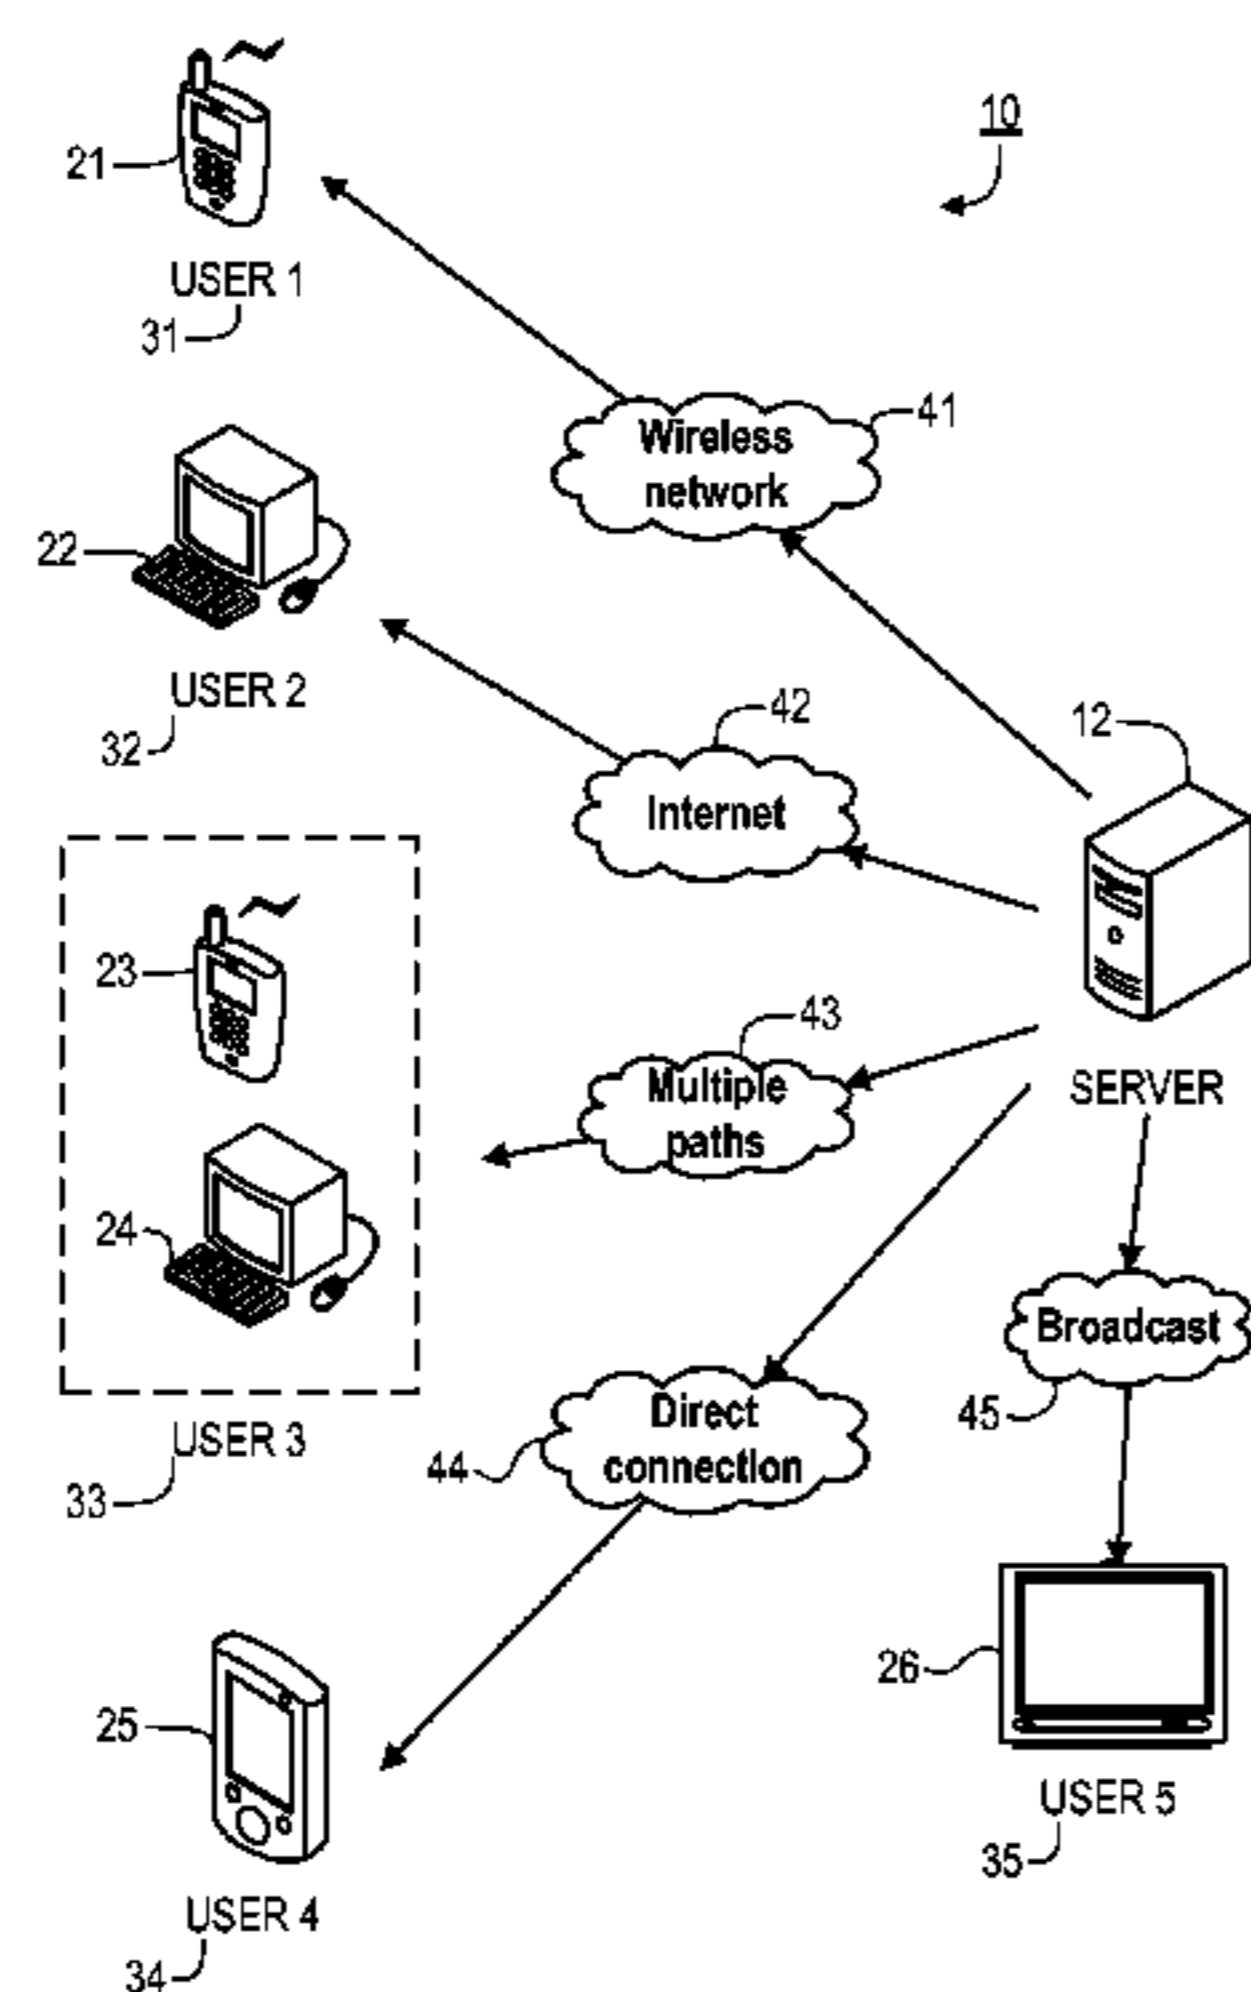 10
21
USER 1
31
41
Wireless
network
22
USER 2
32
42
12
Internet
23
43
Multiple
paths
SERVER
24
Broadcast
45
Direct
connection
44
USER 3
33
26
25
USER 5
35
USER 4
34